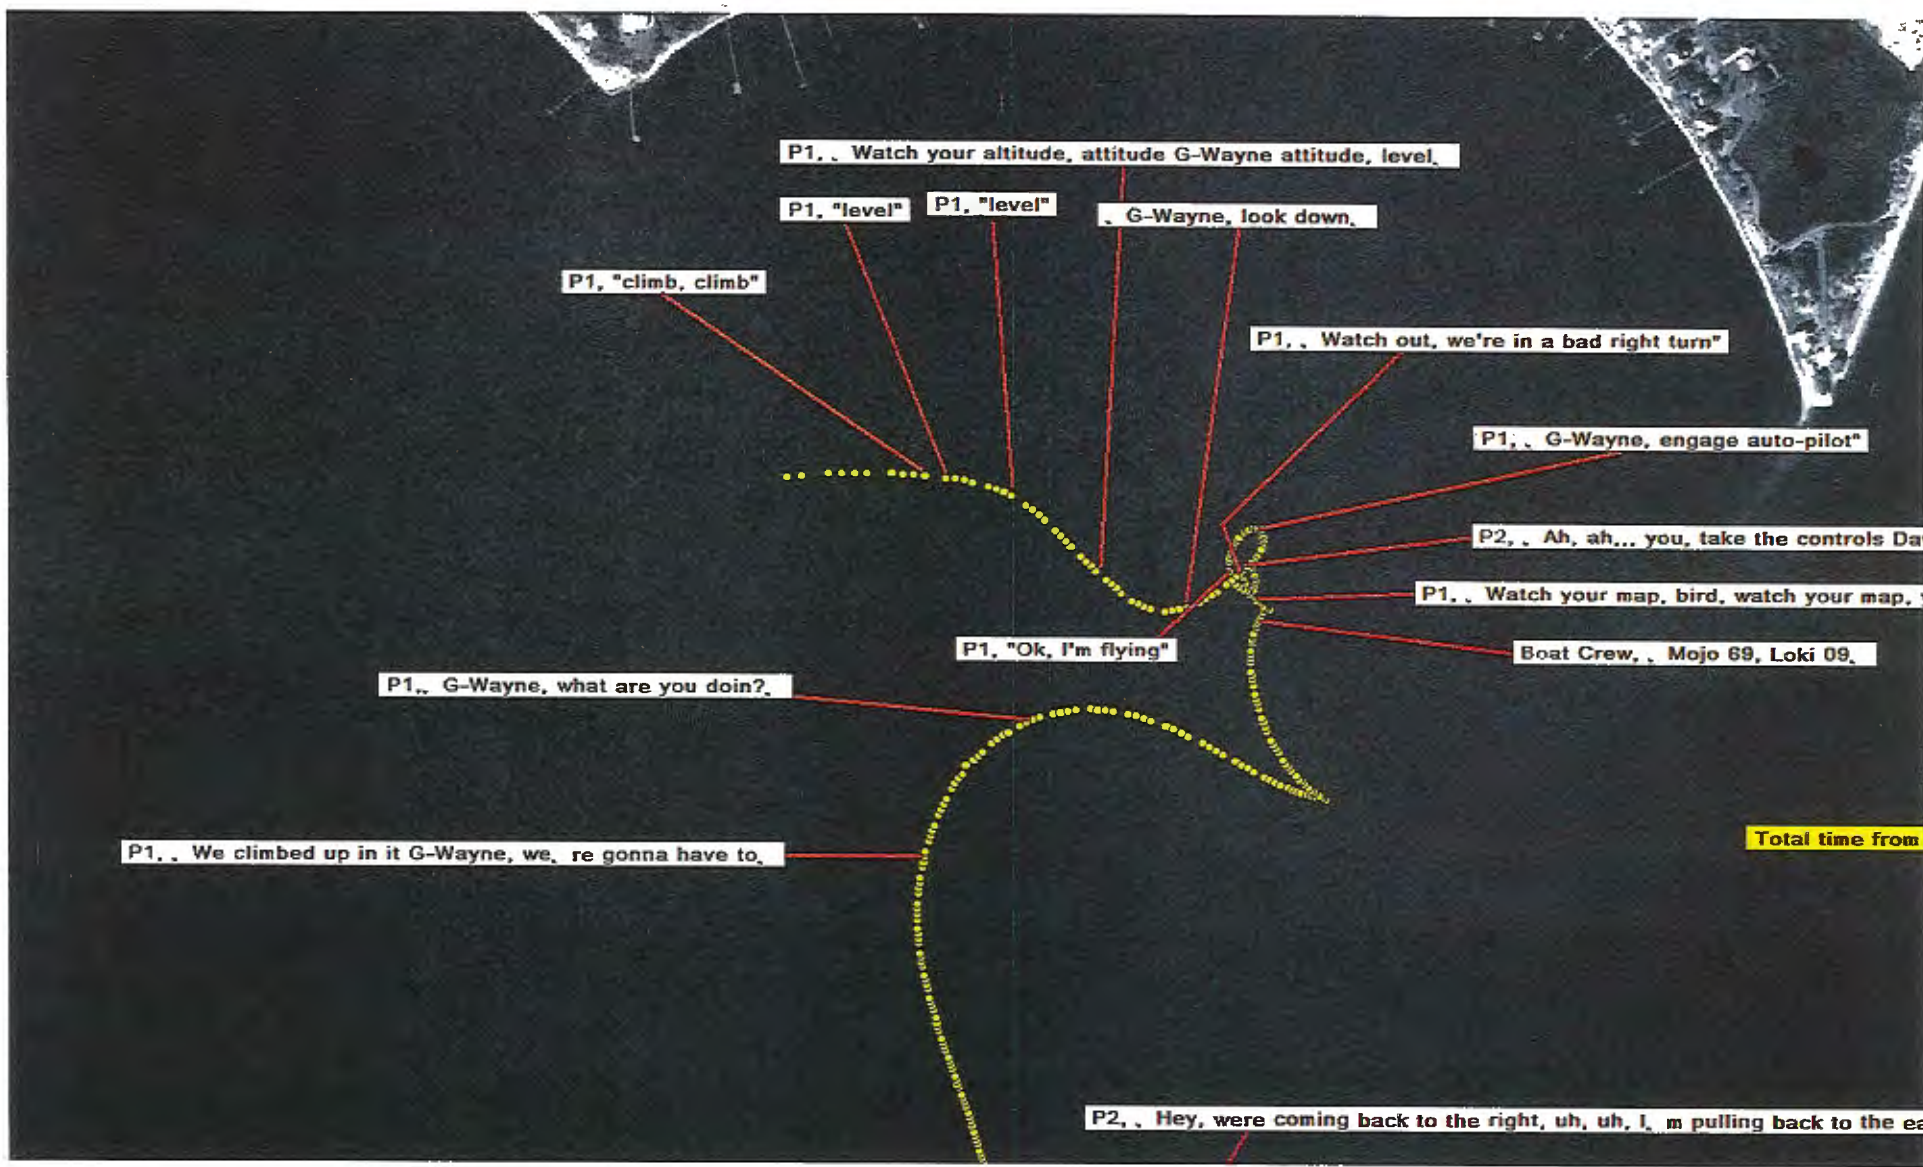 P1, ، Watch your altitude, attitude G-Wayne attitude, level،
P1, "level"
P1, "level"
، G-Wayne, look down،
P1, "climb, climb"
P1, ، Watch out, we're in a bad right turn"
P1, ، G-Wayne, engage auto-pilot"
P2, ، Ah, ah... you, take the controls
P1, ، Watch your map, bird, watch your map,
P1, "Ok, I'm flying"
Boat Crew, ، Mojo 69, Loki 09،
P1,، G-Wayne, what are you doin?،
Total time from
P1, ، We climbed up in it G-Wayne, we، re gonna have to،
P2, ، Hey, were coming back to the right, uh, uh, I، m pulling back to the